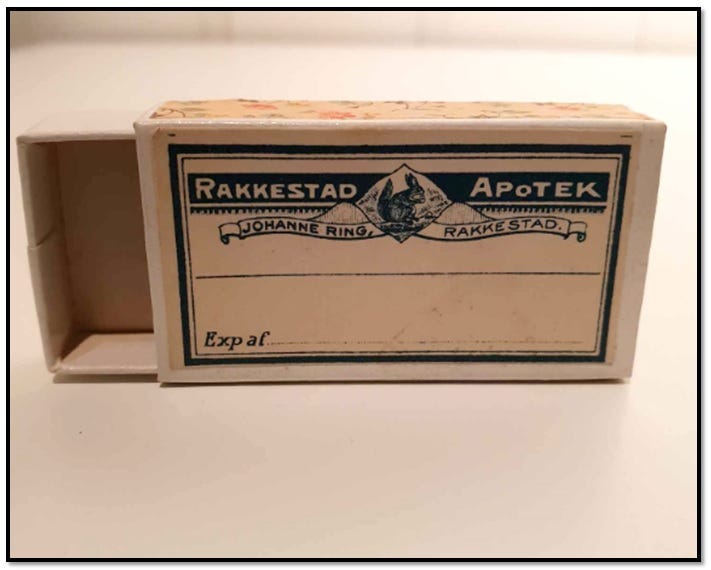 RAKKESTAD APOTEK
JOHANNE RING, RAKKESTAD.
Exp af